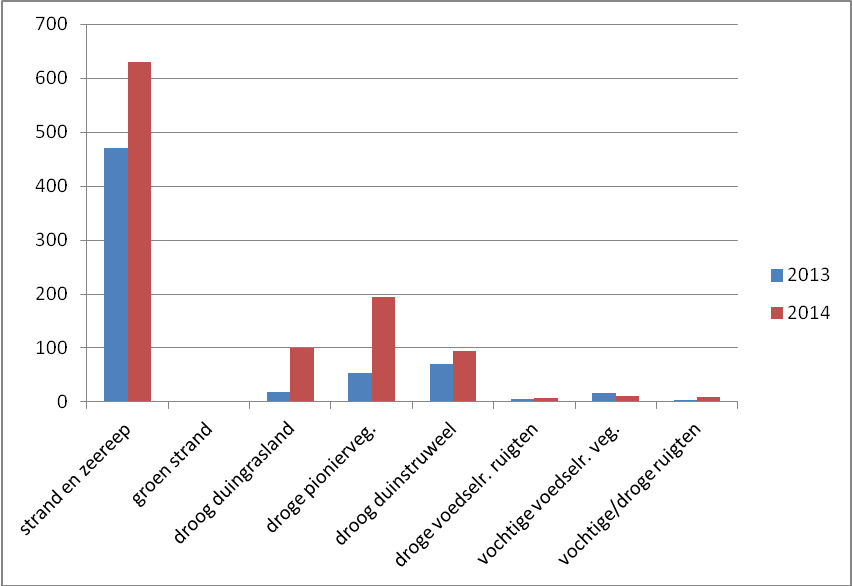 700
600
500
400
300
200
100
0
strand en zeereep
groen strand
droog duingrasland
droge pionierveg.
droog duinstruweel
droge voedselr. ruigten
vochtige voedselr. veg.
vochtige/droge ruigten
2013
2014